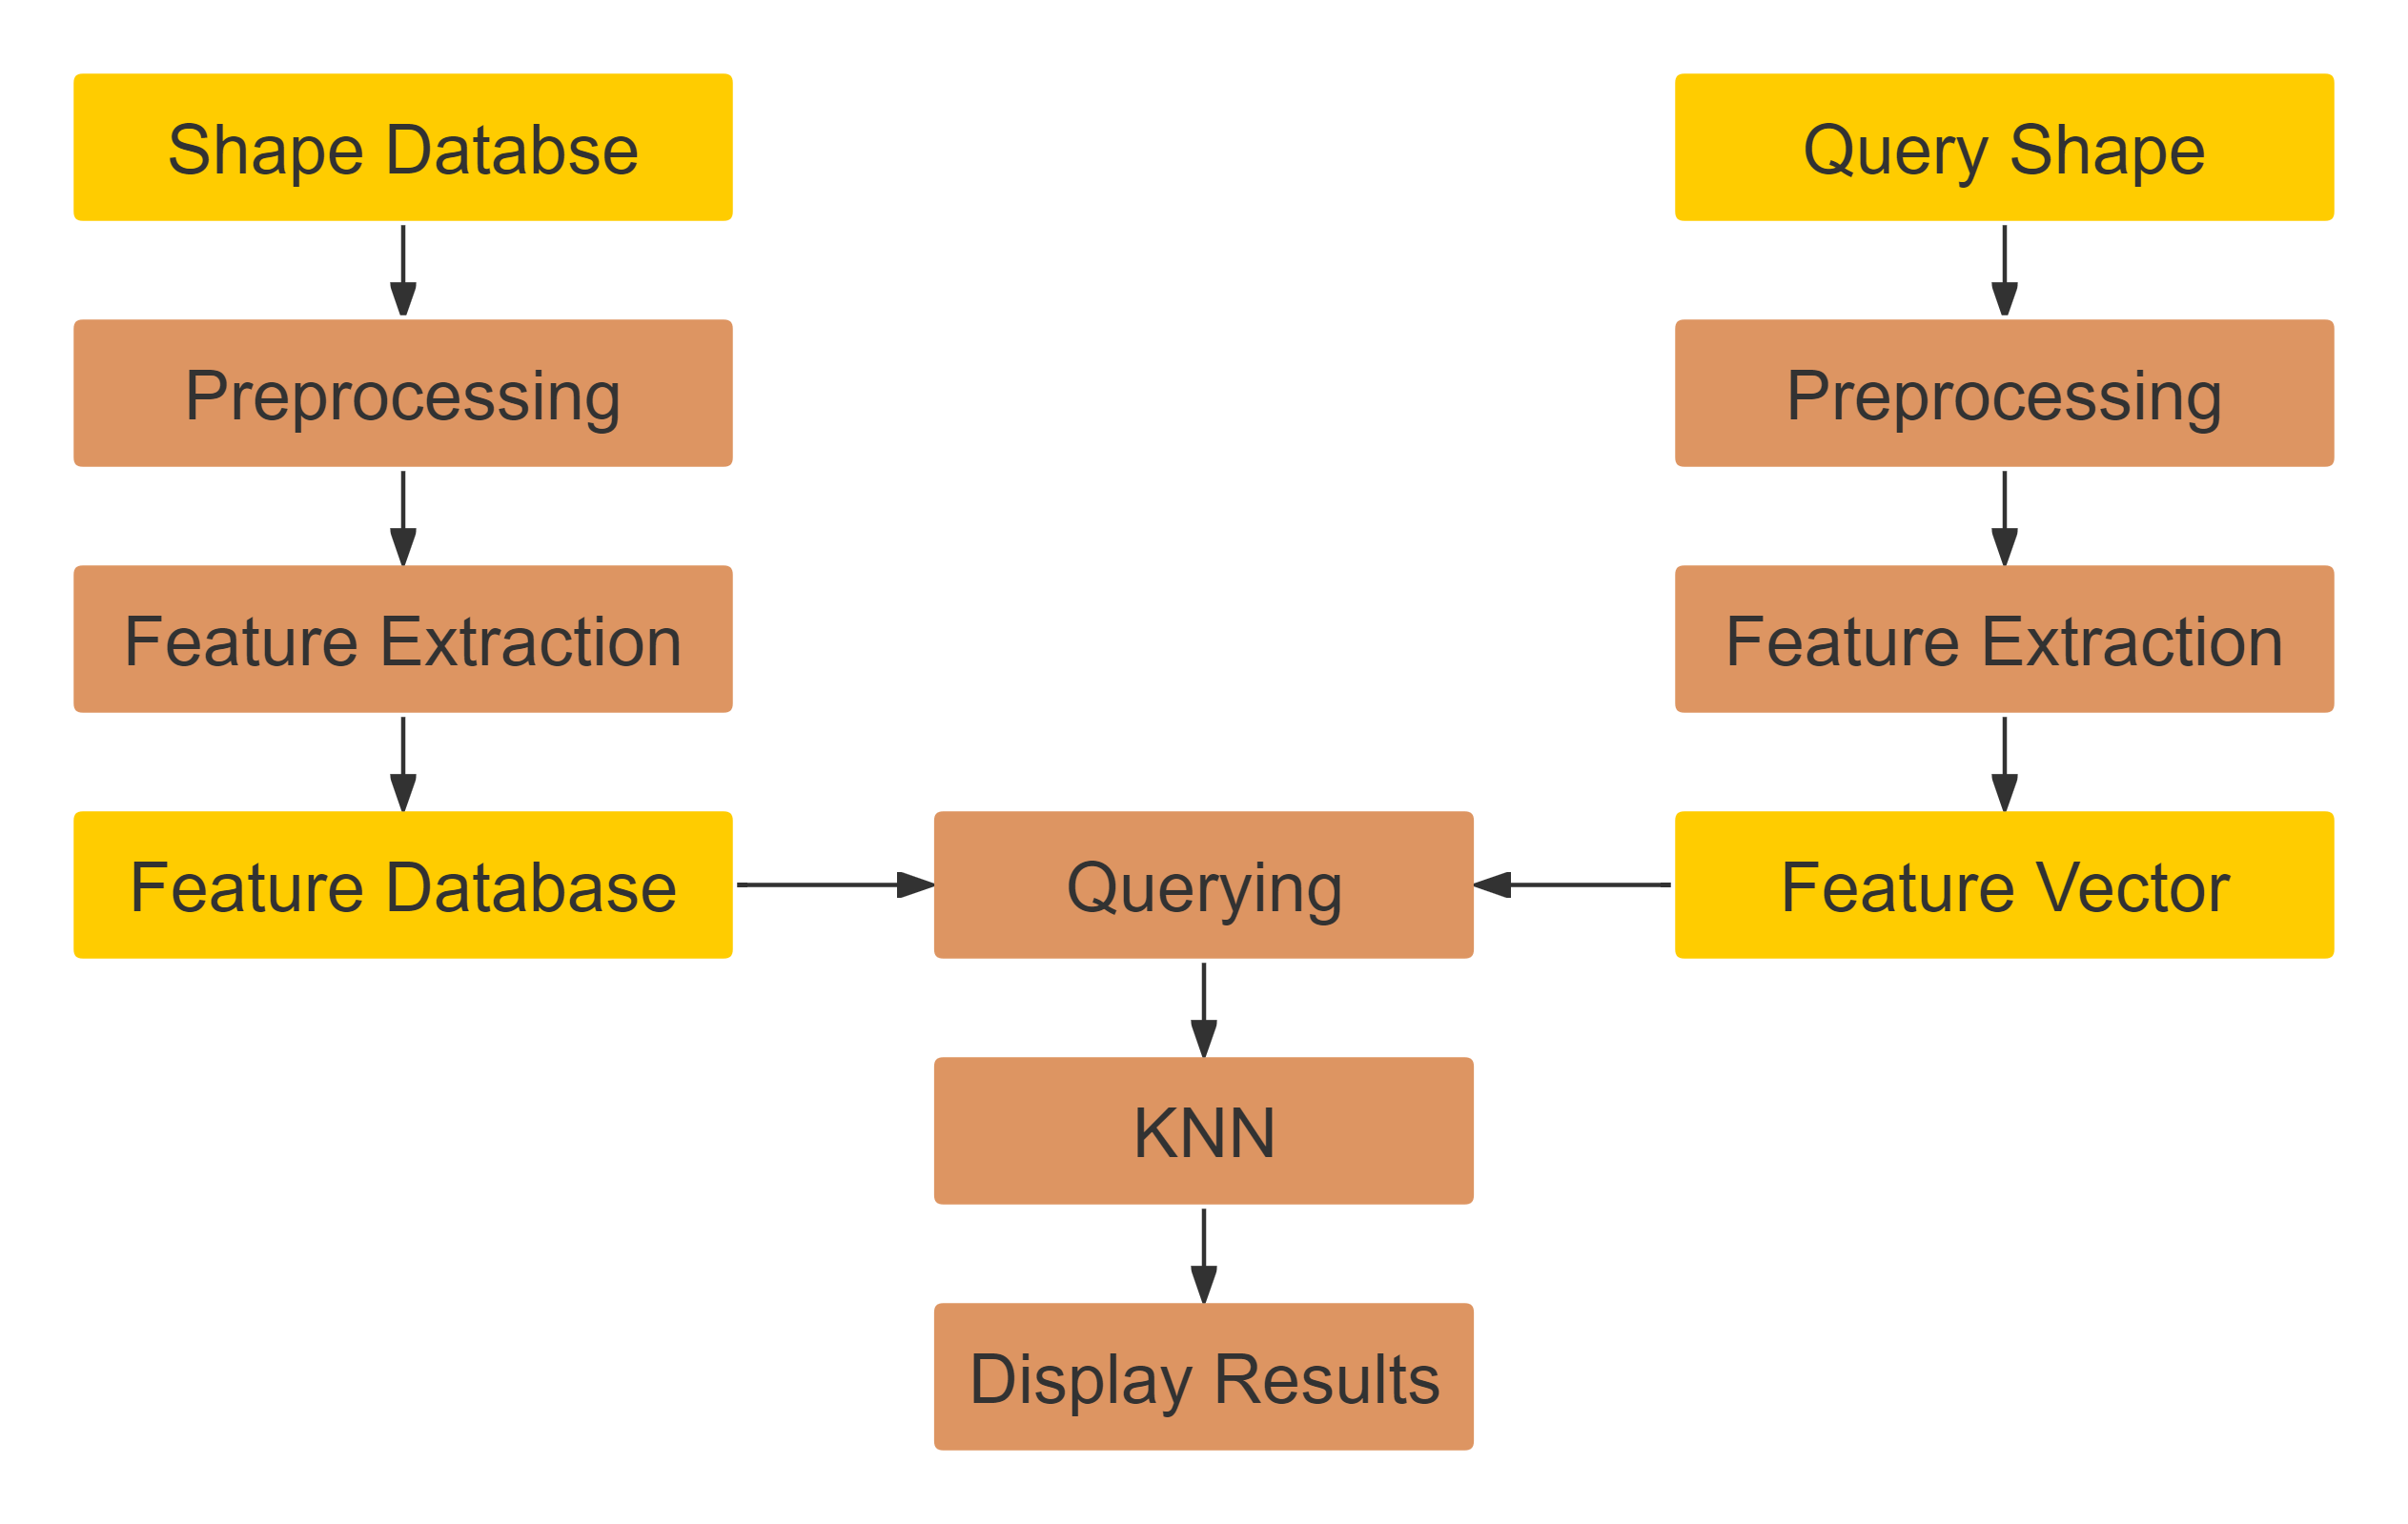 Shape Databse
Query Shape
Preprocessing
Preprocessing
Feature Extraction
Feature Extraction
Feature Database
Querying
Feature Vector
KNN
Display Results